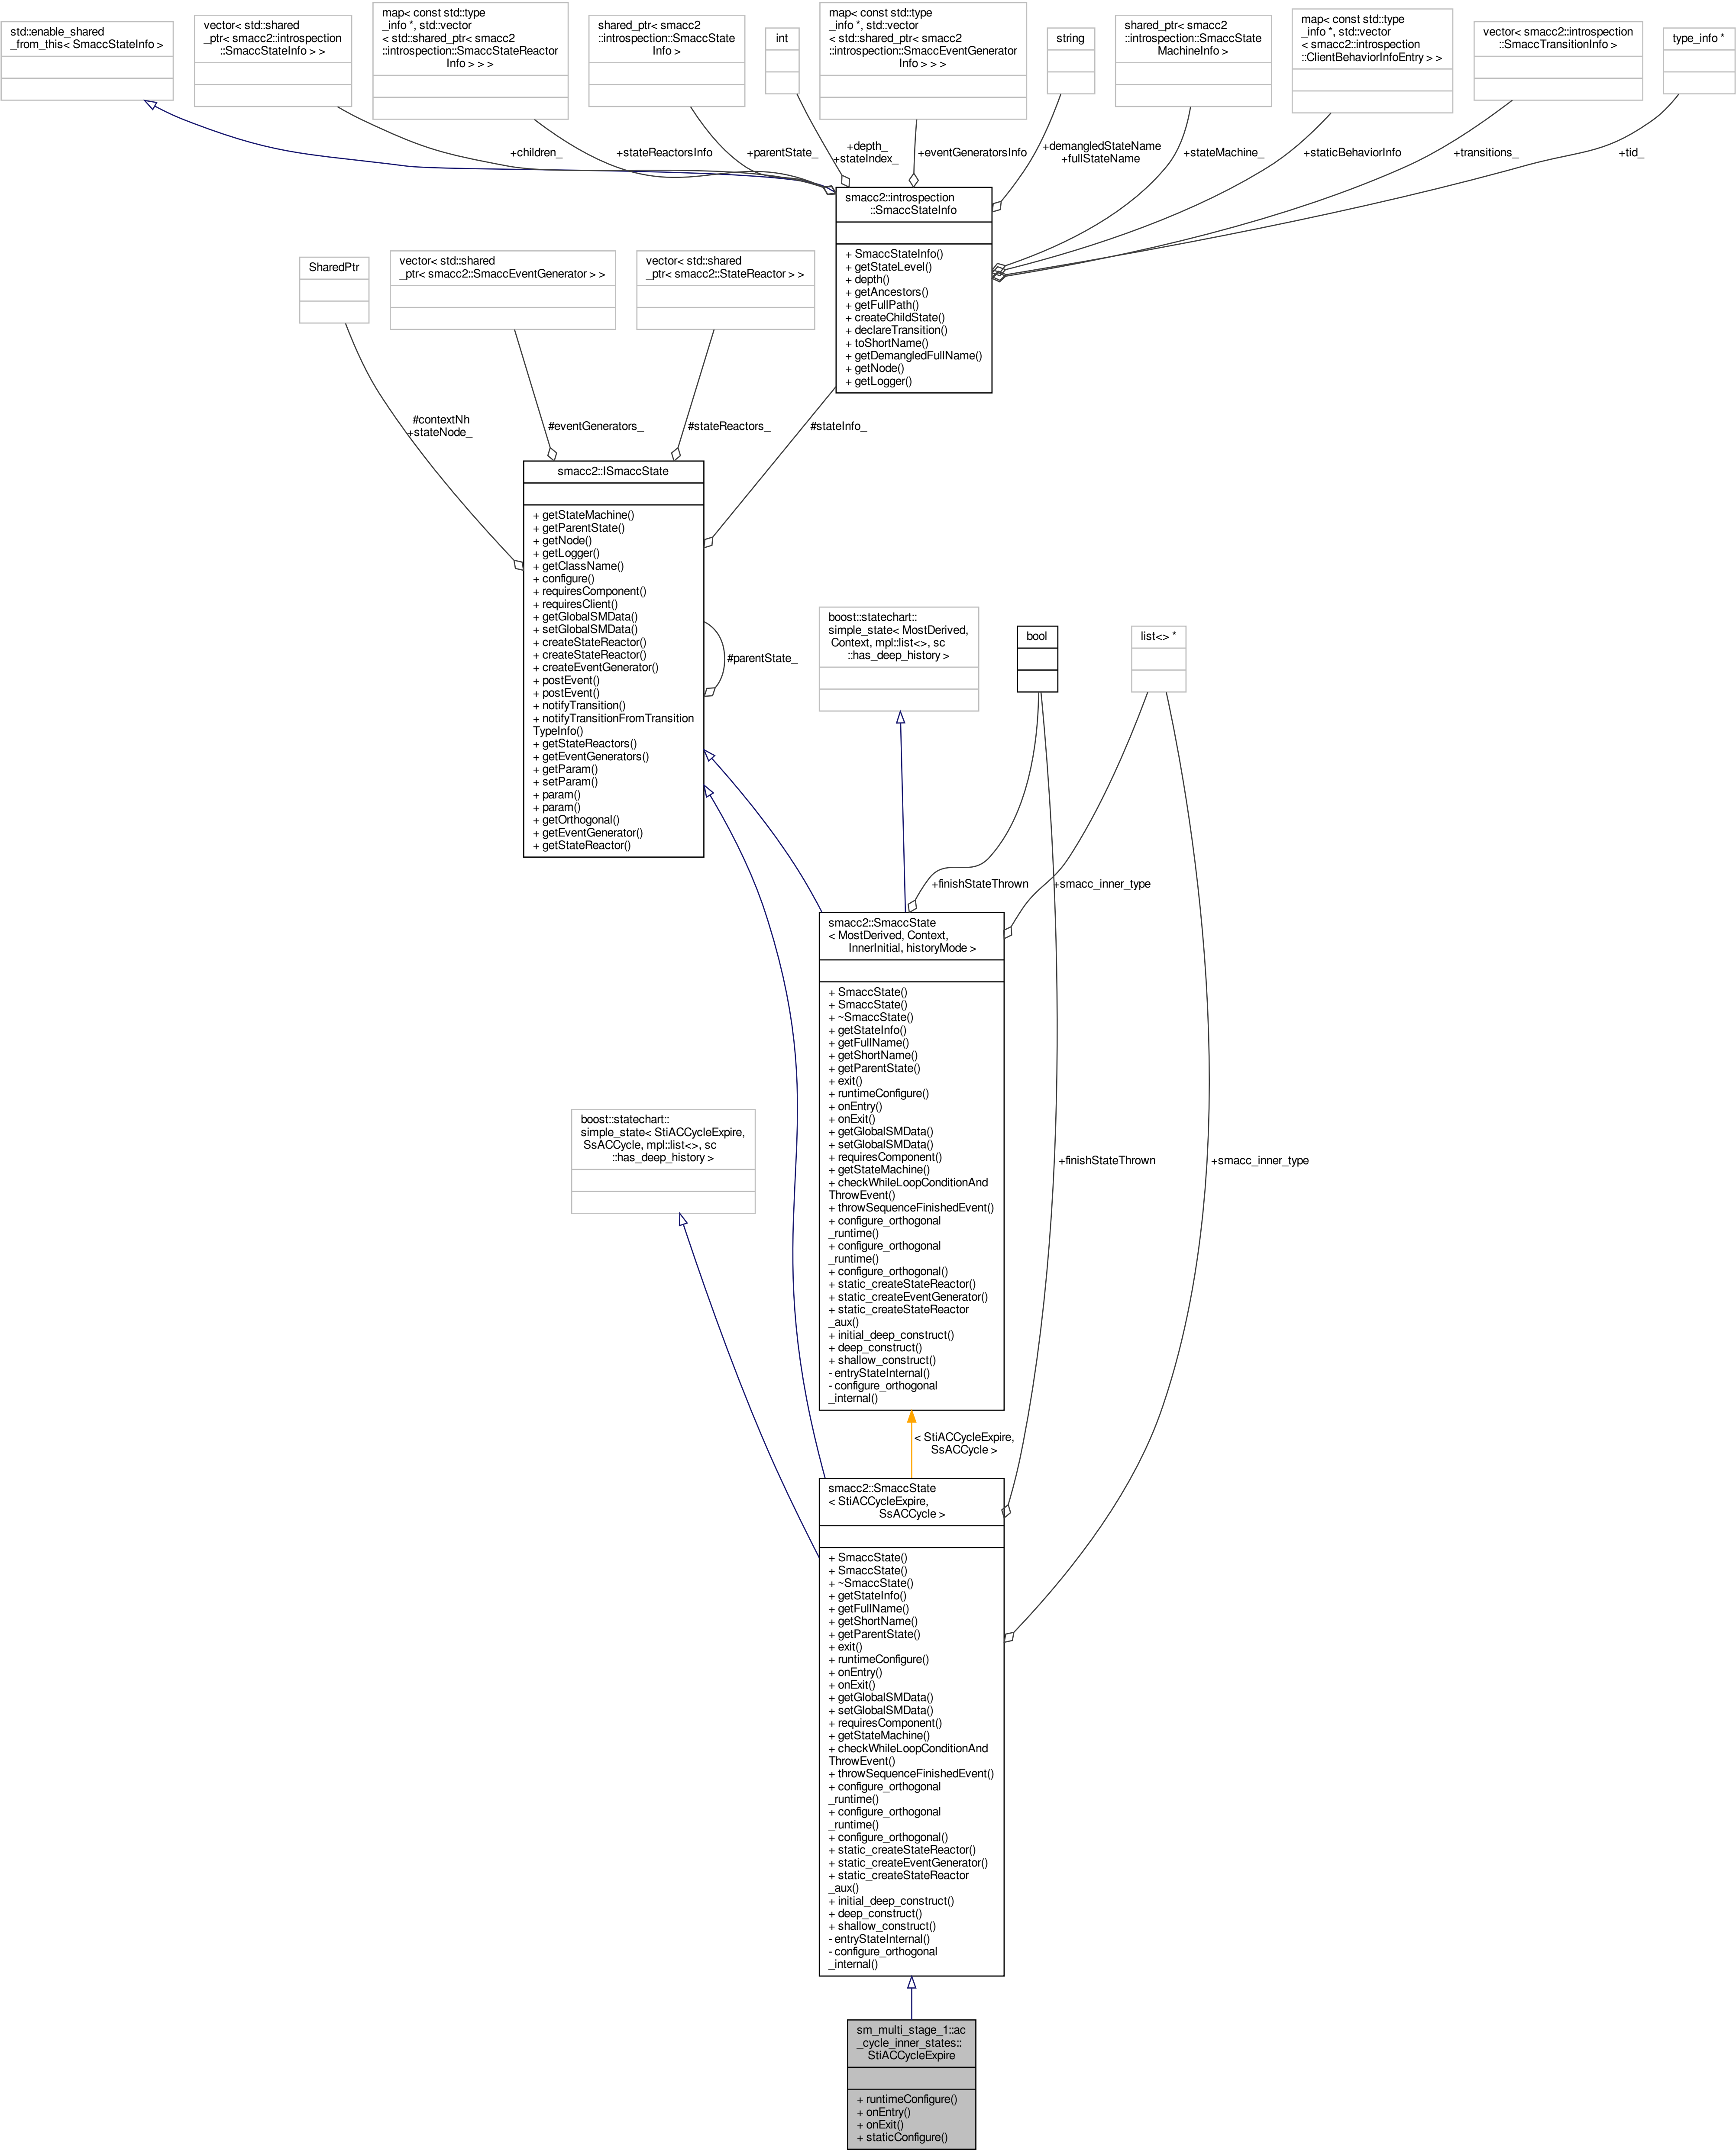 std::enable_shared
_from_this< SmaccStateInfo >
vector< std::shared
_ptr< smacc2::introspection
::SmaccStateInfo > >
map< const std::type
_info *, std::vector
< std::shared_ptr< smacc2
::introspection::SmaccStateReactor
Info > > >
shared_ptr< smacc2
::introspection::SmaccState
Info >
int
map< const std::type
_info *, std::vector
< std::shared_ptr< smacc2
::introspection::SmaccEventGenerator
Info > > >
string
shared_ptr< smacc2
::introspection::SmaccState
MachineInfo >
map< const std::type
_info *, std::vector
< smacc2::introspection
::ClientBehaviorInfoEntry > >
vector< smacc2::introspection
::SmaccTransitionInfo >
type_info *
+children_
+stateReactorsInfo
+parentState_
+depth_
+stateIndex_
+eventGeneratorsInfo
+demangledStateName
+fullStateName
+stateMachine_
+staticBehaviorInfo
+transitions_
+tid_
smacc2::introspection
::SmaccStateInfo
+ SmaccStateInfo()
+ getStateLevel()
+ depth()
+ getAncestors()
+ getFullPath()
+ createChildState()
+ declareTransition()
+ toShortName()
+ getDemangledFullName()
+ getNode()
+ getLogger()
SharedPtr
vector< std::shared
_ptr< smacc2::SmaccEventGenerator > >
vector< std::shared
_ptr< smacc2::StateReactor > >
#contextNh
+stateNode_
#eventGenerators_
#stateReactors_
#stateInfo_
smacc2::ISmaccState
+ getStateMachine()
+ getParentState()
+ getNode()
+ getLogger()
+ getClassName()
+ configure()
+ requiresComponent()
+ requiresClient()
+ getGlobalSMData()
+ setGlobalSMData()
+ createStateReactor()
+ createStateReactor()
+ createEventGenerator()
+ postEvent()
+ postEvent()
+ notifyTransition()
+ notifyTransitionFromTransition
TypeInfo()
+ getStateReactors()
+ getEventGenerators()
+ getParam()
+ setParam()
+ param()
+ param()
+ getOrthogonal()
+ getEventGenerator()
+ getStateReactor()
#parentState_
boost::statechart::
simple_state< MostDerived,
Context, mpl::list<>, sc
::has_deep_history >
bool
list<> *
+finishStateThrown
+smacc_inner_type
smacc2::SmaccState
< MostDerived, Context,
InnerInitial, historyMode >
+ SmaccState()
+ SmaccState()
+ ~SmaccState()
+ getStateInfo()
+ getFullName()
+ getShortName()
+ getParentState()
+ exit()
+ runtimeConfigure()
+ onEntry()
+ onExit()
+ getGlobalSMData()
+ setGlobalSMData()
+ requiresComponent()
+ getStateMachine()
+ checkWhileLoopConditionAnd
ThrowEvent()
+ throwSequenceFinishedEvent()
+ configure_orthogonal
_runtime()
+ configure_orthogonal
_runtime()
+ configure_orthogonal()
+ static_createStateReactor()
+ static_createEventGenerator()
+ static_createStateReactor
_aux()
+ initial_deep_construct()
+ deep_construct()
+ shallow_construct()
- entryStateInternal()
- configure_orthogonal
_internal()
boost::statechart::
simple_state< StiACCycleExpire,
SsACCycle, mpl::list<>, sc
::has_deep_history >
+finishStateThrown
+smacc_inner_type
< StiACCycleExpire,
SsACCycle >
smacc2::SmaccState
< StiACCycleExpire,
SsACCycle >
+ SmaccState()
+ SmaccState()
+ ~SmaccState()
+ getStateInfo()
+ getFullName()
+ getShortName()
+ getParentState()
+ exit()
+ runtimeConfigure()
+ onEntry()
+ onExit()
+ getGlobalSMData()
+ setGlobalSMData()
+ requiresComponent()
+ getStateMachine()
+ checkWhileLoopConditionAnd
ThrowEvent()
+ throwSequenceFinishedEvent()
+ configure_orthogonal
_runtime()
+ configure_orthogonal
_runtime()
+ configure_orthogonal()
+ static_createStateReactor()
+ static_createEventGenerator()
+ static_createStateReactor
_aux()
+ initial_deep_construct()
+ deep_construct()
+ shallow_construct()
- entryStateInternal()
- configure_orthogonal
_internal()
sm_multi_stage_1::ac
_cycle_inner_states::
StiACCycleExpire
+ runtimeConfigure()
+ onEntry()
+ onExit()
+ staticConfigure()